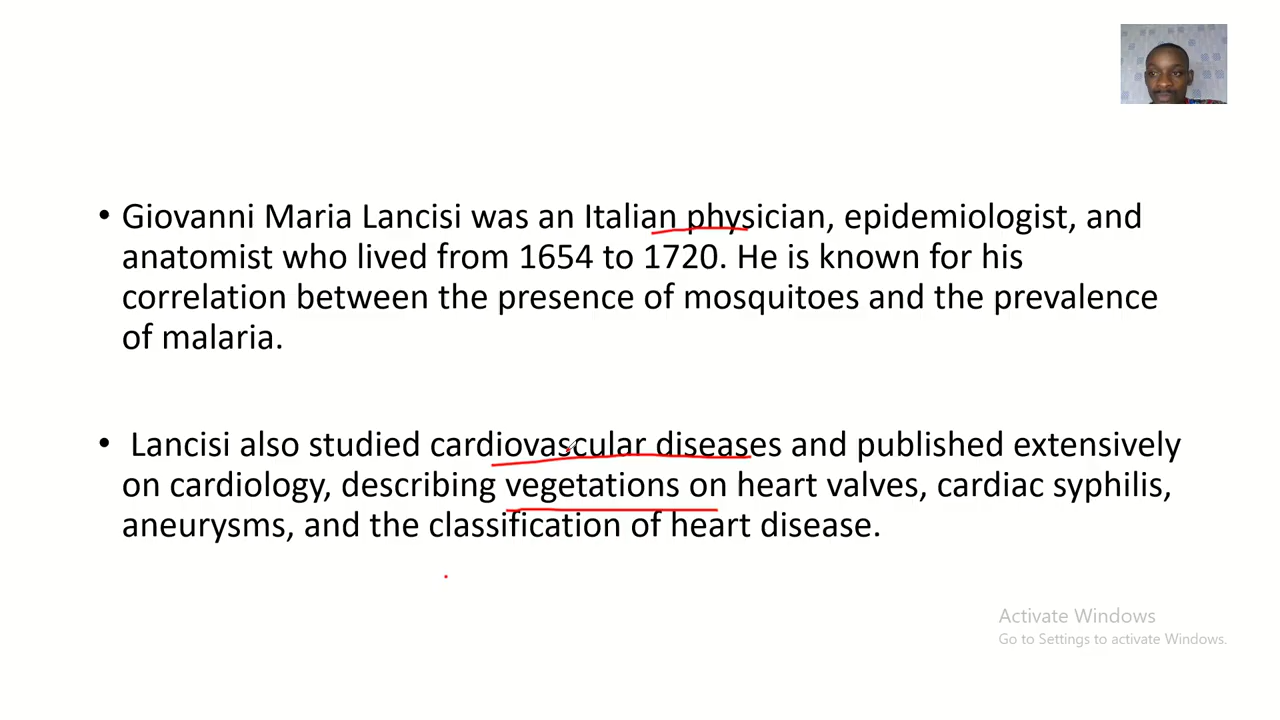 • Giovanni Maria Lancisi was an Italian physician, epidemiologist, and
anatomist who lived from 1654 to 1720. He is known for his
correlation between the presence of mosquitoes and the prevalence
of malaria.
• Lancisi also studied cardiovascular diseases and published extensively
on cardiology, describing vegetations on heart valves, cardiac syphilis,
aneurysms, and the classification of heart disease.
Activate Windows
Go to Settings to activate Windows.